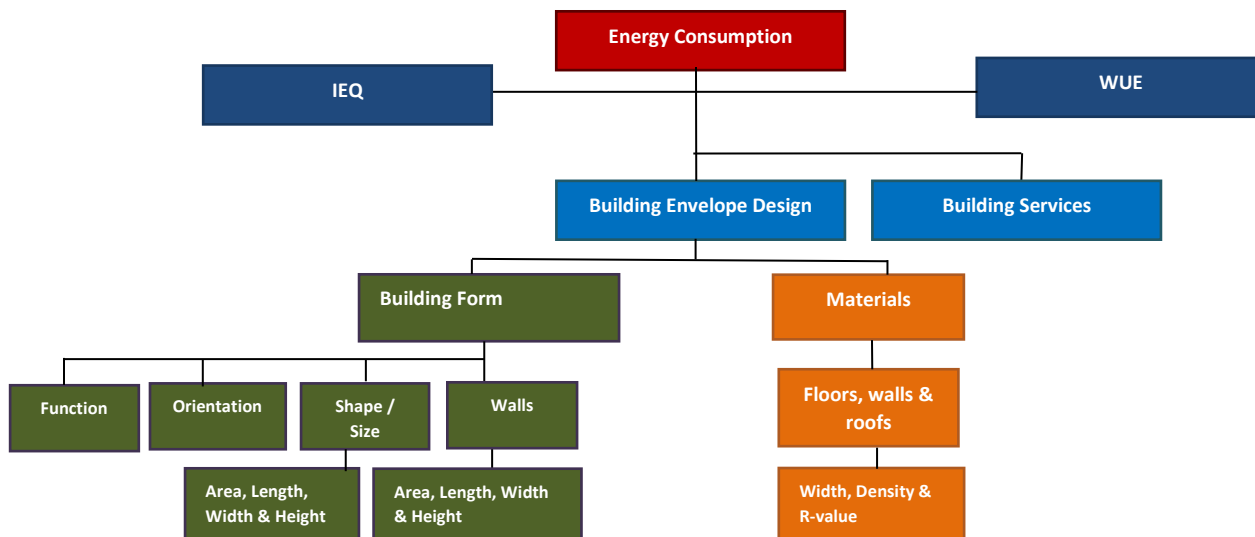 Energy Consumption
IEQ
WUE
Building Envelope Design
Building Services
Building Form
Materials
Function
Orientation
Shape /
Size
Walls
Floors, walls &
roofs
Area, Length,
Width & Height
Area, Length, Width
& Height
Width, Density &
R-value